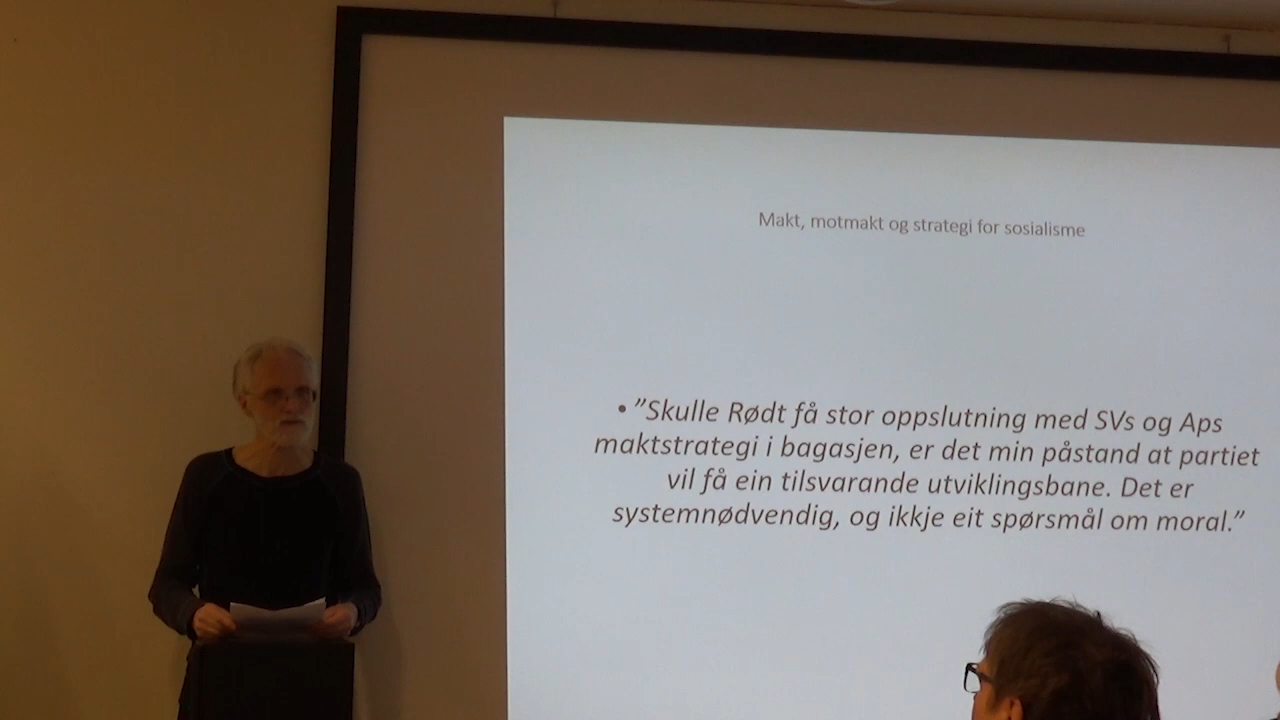 Makt, motmakt og strategi for sosialisme
• ”Skulle Rødt få stor oppslutning med SVs og Aps
maktstrategi i bagasjen, er det min påstand at partiet
vil få ein tilsvarande utviklingsbane. Det er
systemnødvendig, og ikkje eit spørsmål om moral.”